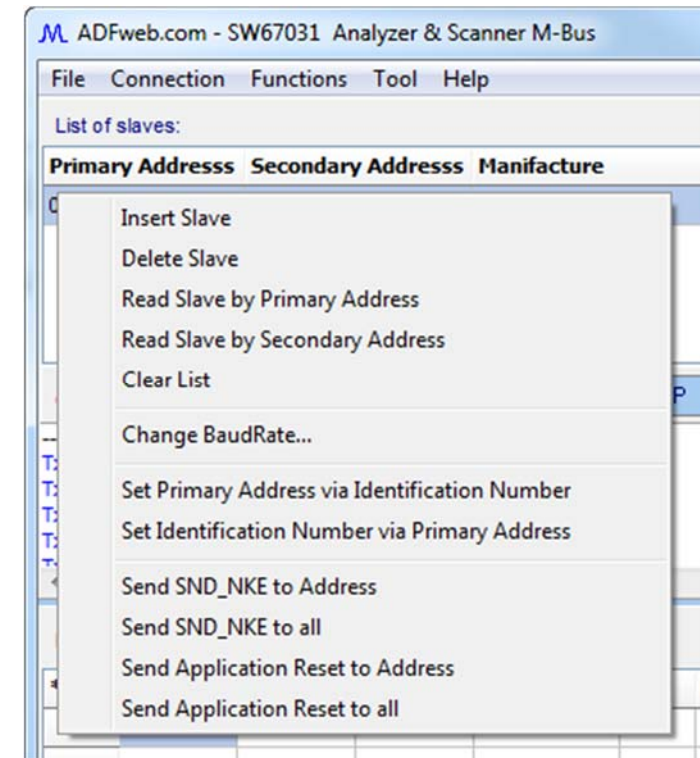 ADFweb.com - SW67031 Analyzer & Scanner M-Bus
File Connection Functions Tool Help
List of slaves:
Primary Addresss Secondary Addresss Manifacture
Insert Slave
Delete Slave
Read Slave by Primary Address
Read Slave by Secondary Address
Clear List
P
Change BaudRate...
Set Primary Address via Identification Number
Set Identification Number via Primary Address
Send SND_NKE to Address
Send SND_NKE to all
Send Application Reset to Address
Send Application Reset to all